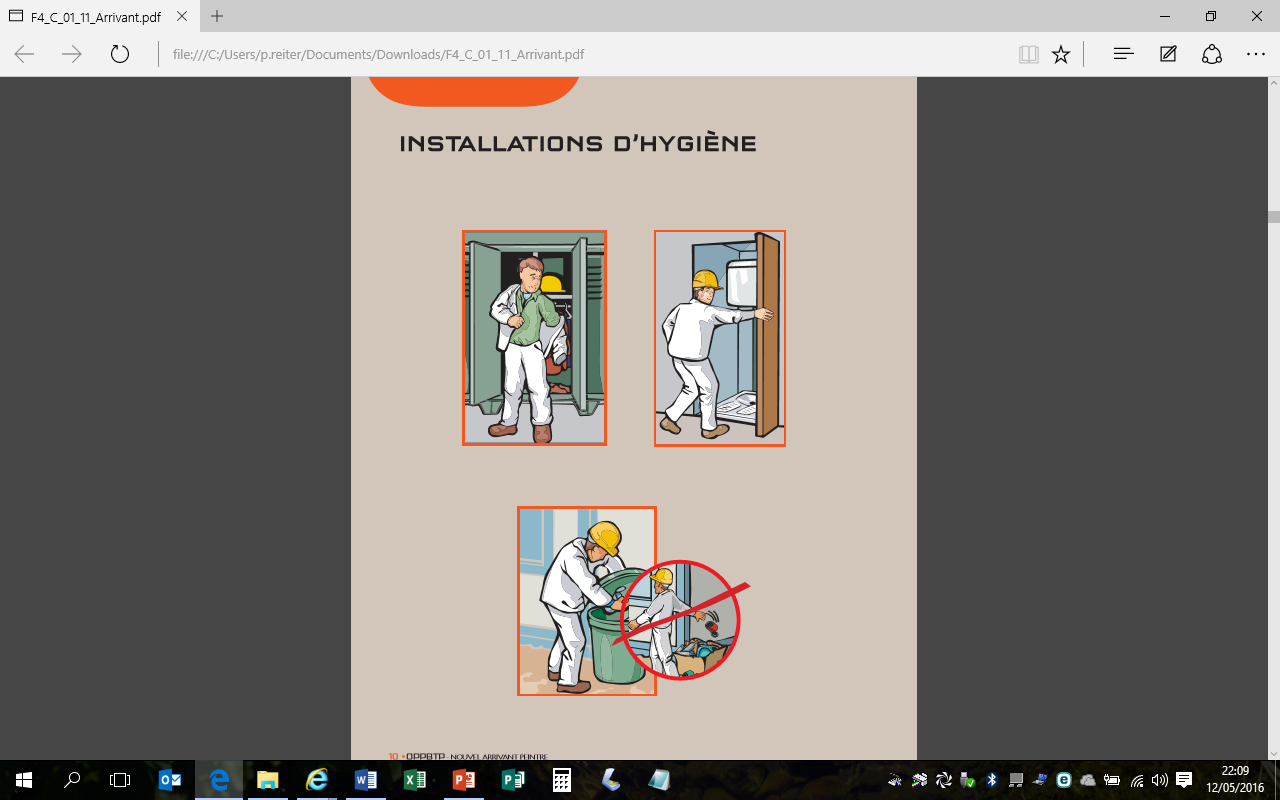 F4_C_01_11_Arrivant.pdf
file:///C:/Users/p.reiter/Documents/Downloads/F4_C_01_11_Arrivant.pdf
INSTALLATIONS D'HYGIÈNE
10 • OPPBTP - NOUVEL ARRIVANT PEINTRE
22:09
12/05/2016